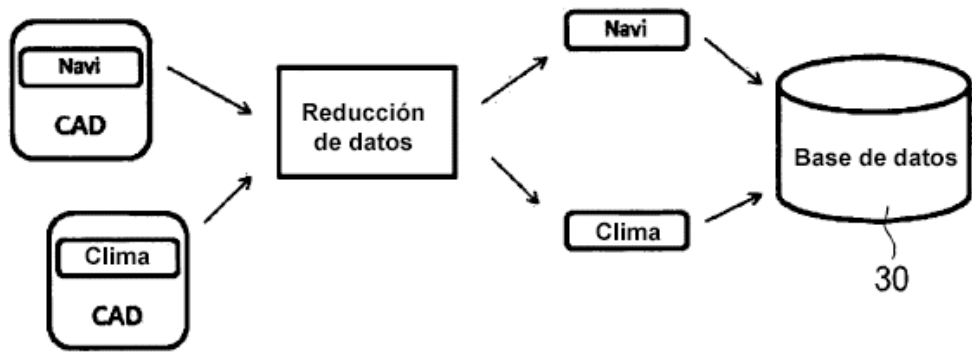 Navi
CAD
Clima
CAD
Reducción
de datos
Navi
Clima
Base de datos
30